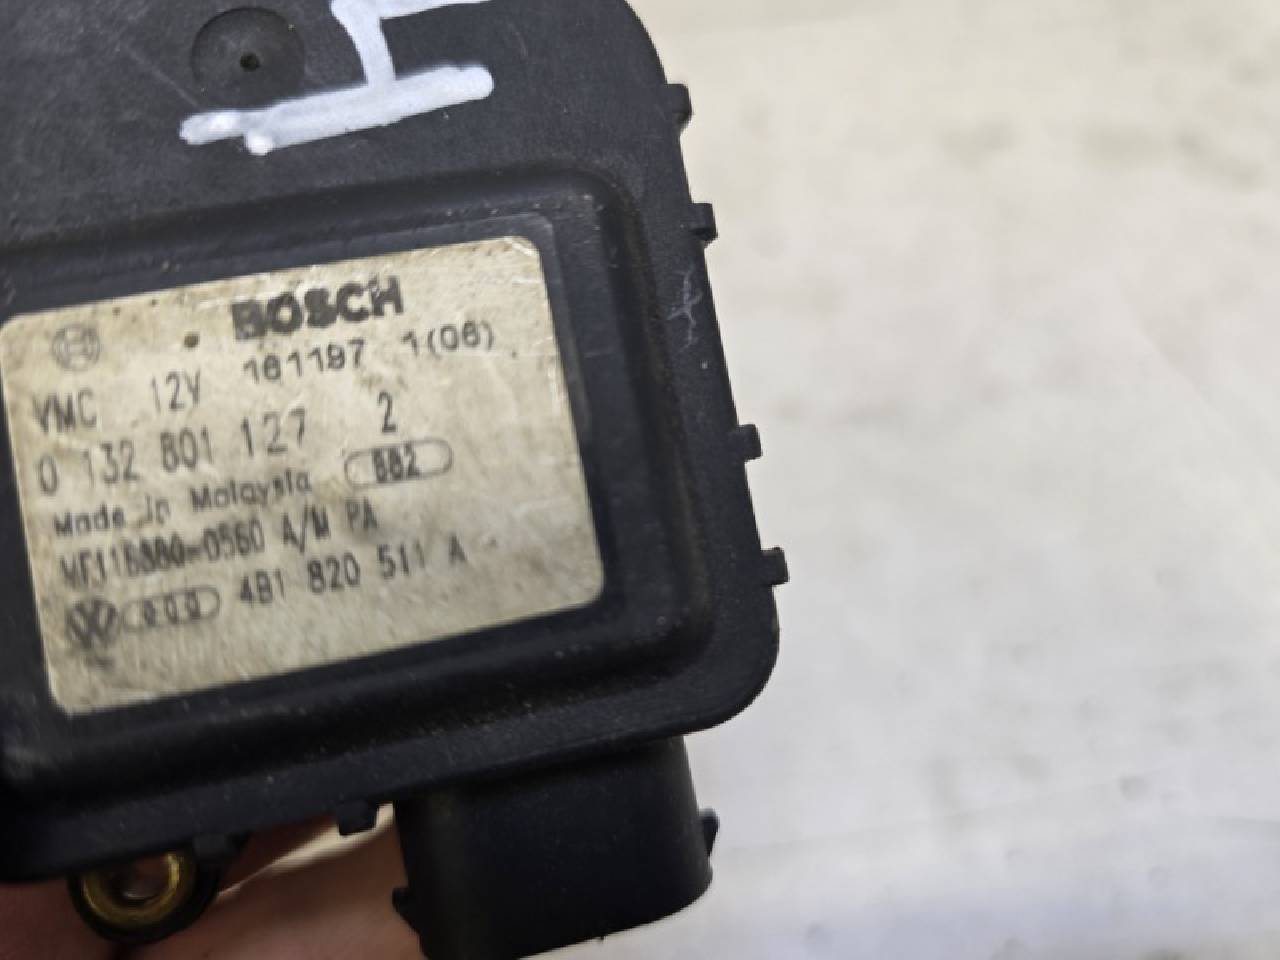 BOSCH
VMC 12V 161197 1(06)
0 132 801 127 2
Made in Malaysia 882
MF116880-0560 A/M PA
000 4B1 820 511 A